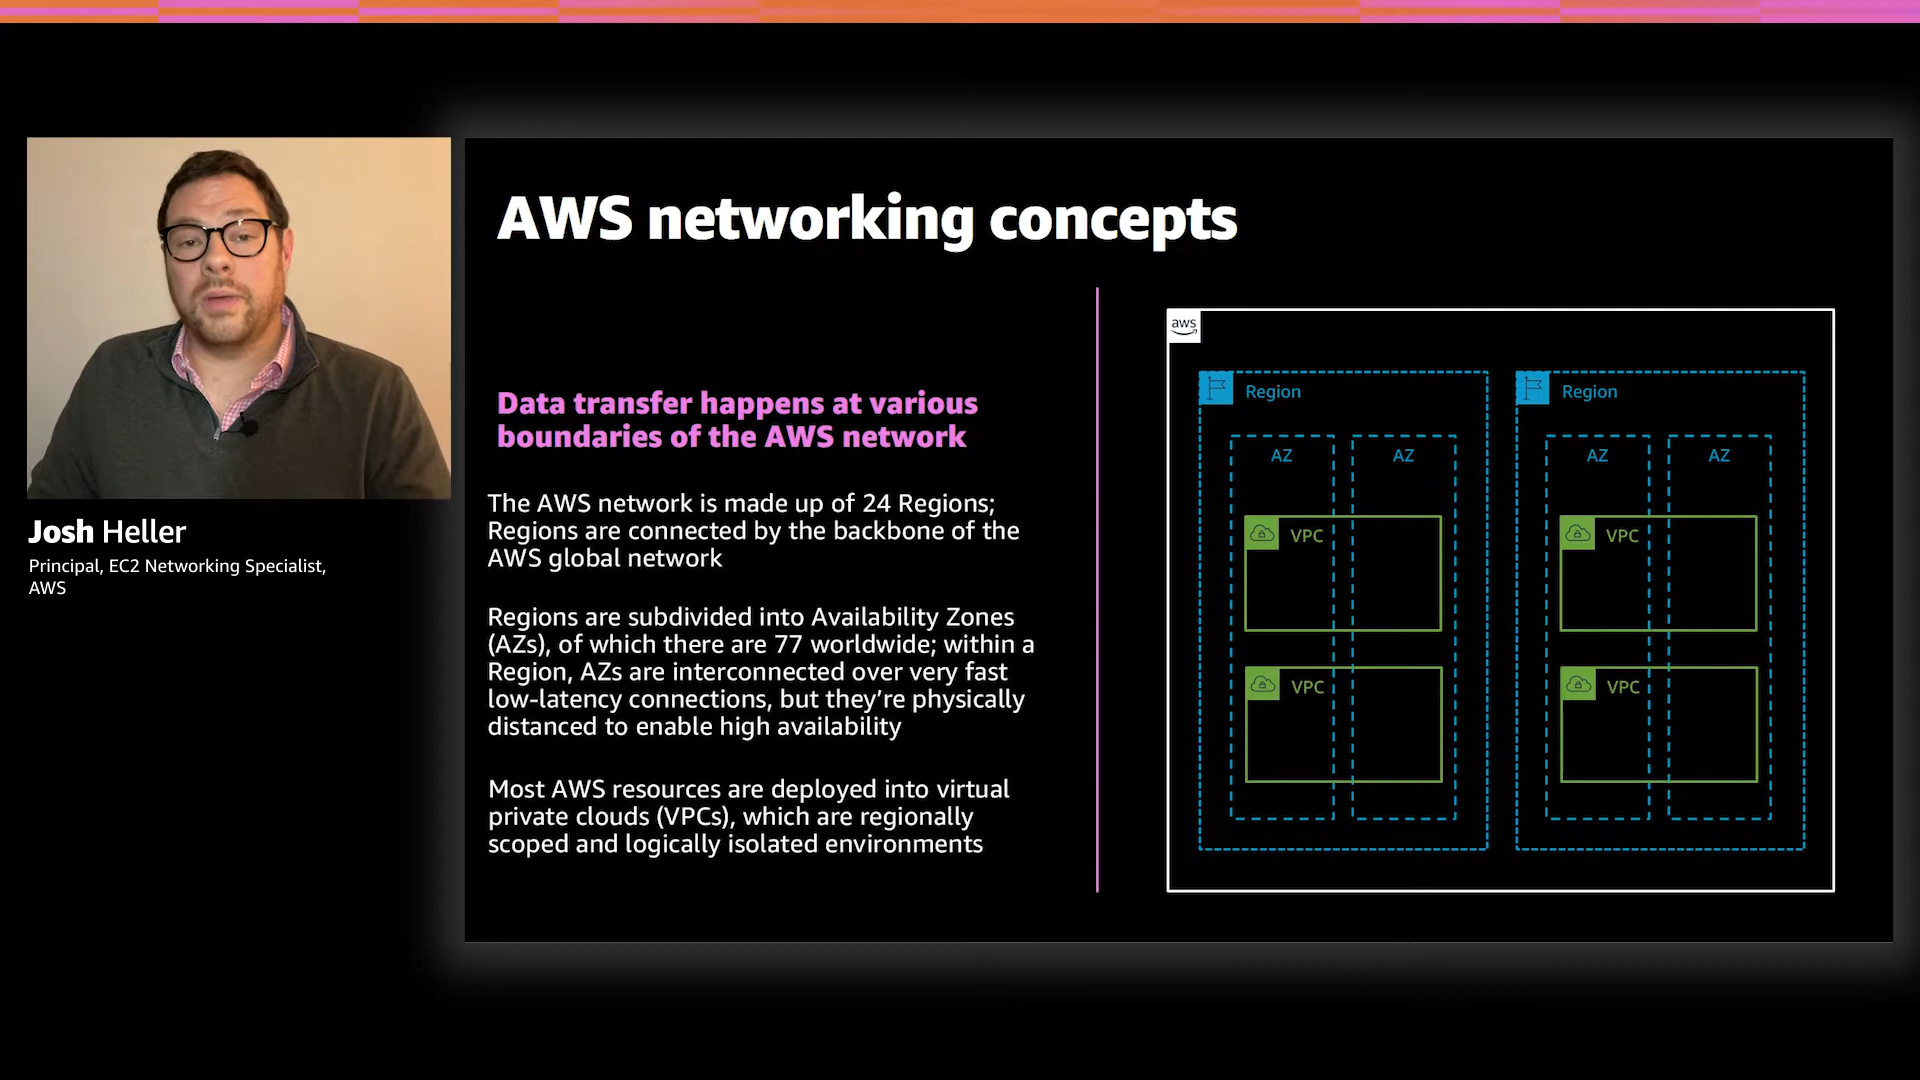 AWS networking concepts
Data transfer happens at various
boundaries of the AWS network
The AWS network is made up of 24 Regions;
Regions are connected by the backbone of the
AWS global network
Regions are subdivided into Availability Zones
(AZs), of which there are 77 worldwide; within a
Region, AZs are interconnected over very fast
low-latency connections, but they’re physically
distanced to enable high availability
Most AWS resources are deployed into virtual
private clouds (VPCs), which are regionally
scoped and logically isolated environments
aws
Region
AZ
AZ
VPC
VPC
Region
AZ
AZ
VPC
VPC
Josh Heller
Principal, EC2 Networking Specialist,
AWS